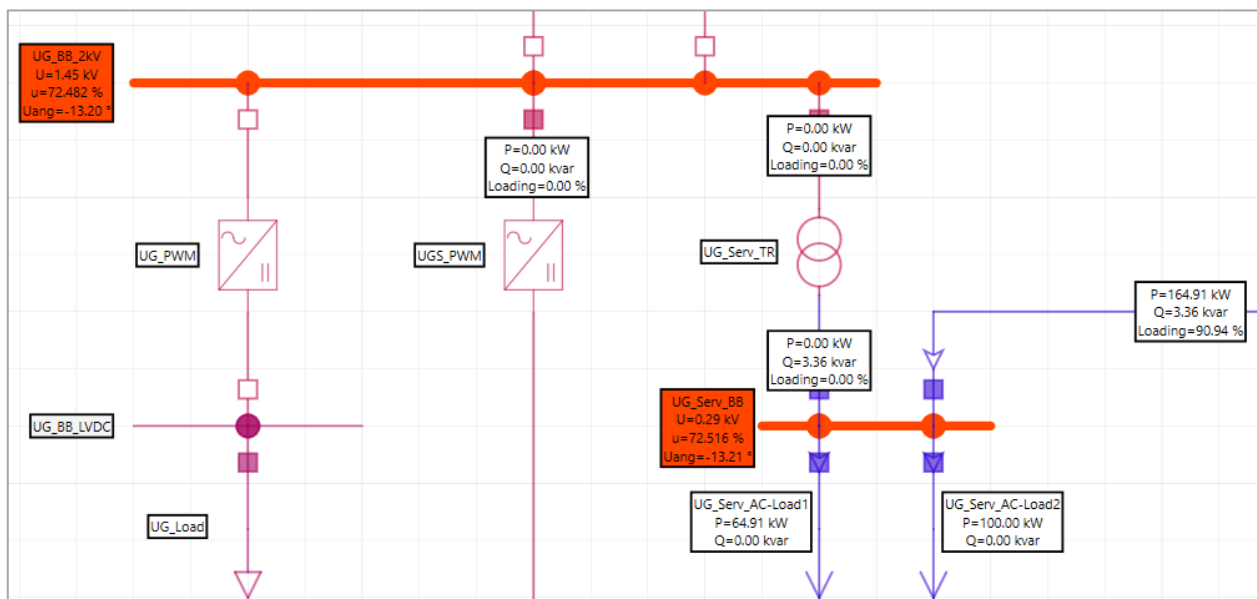 UG_BB_2kV
U=1.45 kV
u=72.482 %
Uang=-13.20 °
P=0.00 kW
Q=0.00 kvar
Loading=0.00 %
P=0.00 kW
Q=0.00 kvar
Loading=0.00 %
UG_PWM
UGS_PWM
UG_Serv_TR
P=164.91 kW
Q=3.36 kvar
Loading=90.94 %
P=0.00 kW
Q=3.36 kvar
Loading=0.00 %
UG_BB_LVDC
UG_Serv_BB
U=0.29 kV
u=72.516 %
Uang=-13.21 °
UG_Load
UG_Serv_AC-Load1
P=64.91 kW
Q=0.00 kvar
UG_Serv_AC-Load2
P=100.00 kW
Q=0.00 kvar